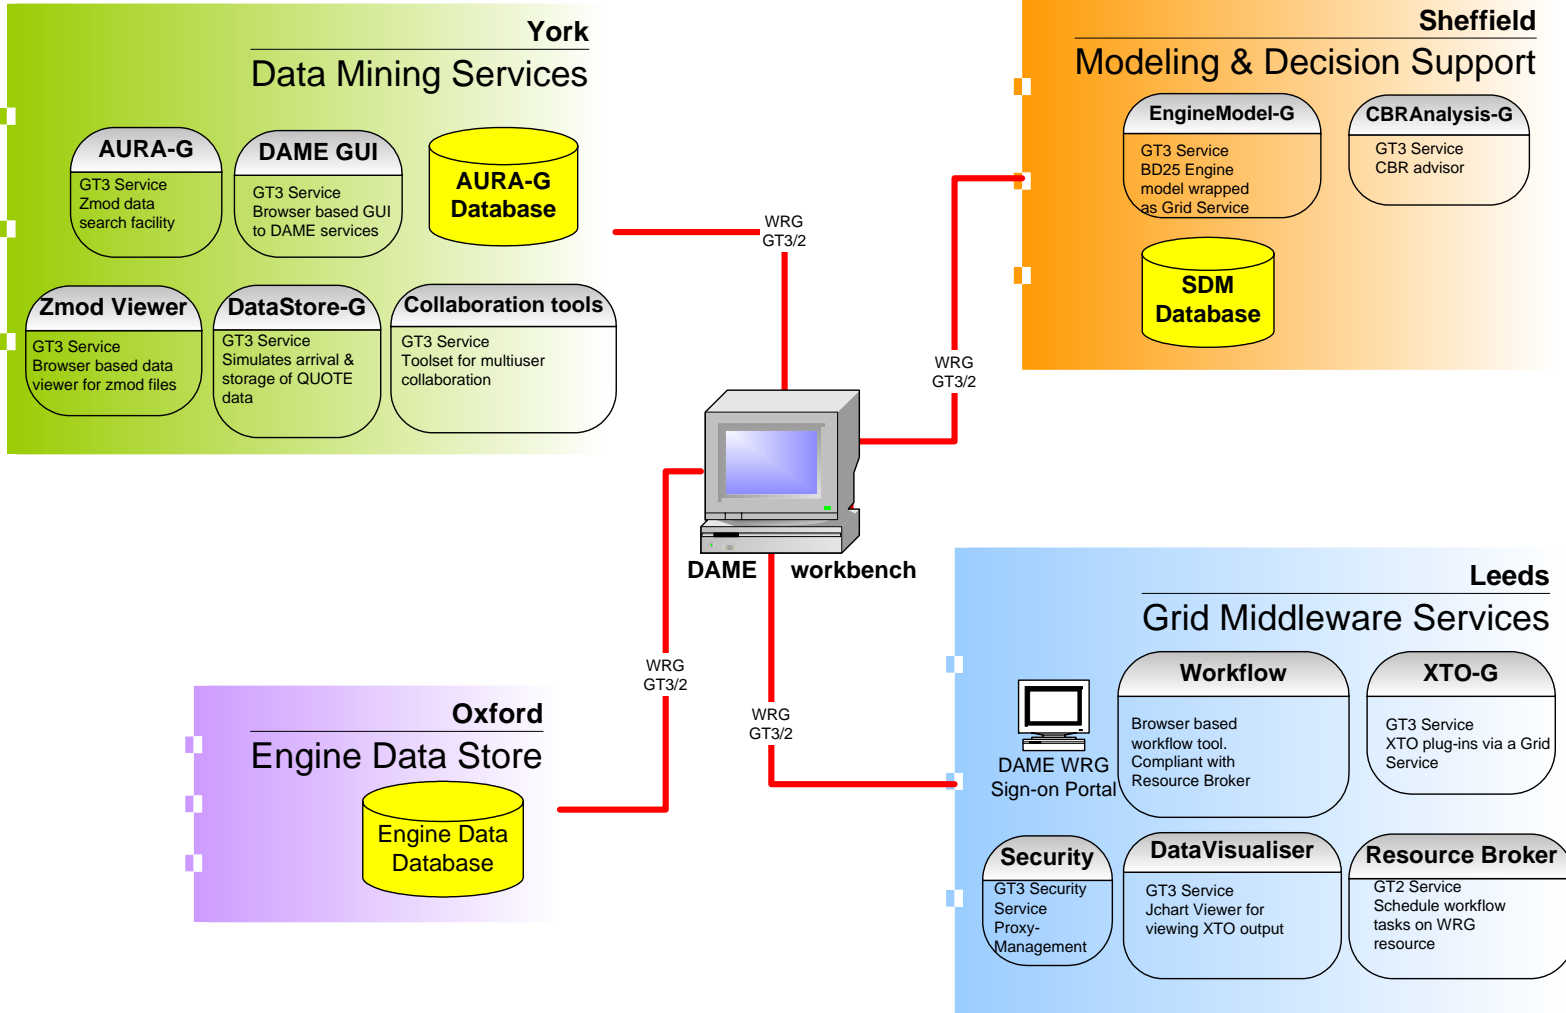 York
Data Mining Services
AURA-G
GT3 Service
Zmod data
search facility
DAME GUI
GT3 Service
Browser based GUI
to DAME services
AURA-G
Database
Zmod Viewer
GT3 Service
Browser based data
viewer for zmod files
DataStore-G
GT3 Service
Simulates arrival &
storage of QUOTE
data
Collaboration tools
GT3 Service
Toolset for multiuser
collaboration
WRG
GT3/2
Sheffield
Modeling & Decision Support
EngineModel-G
GT3 Service
BD25 Engine
model wrapped
as Grid Service
CBRAnalysis-G
GT3 Service
CBR advisor
SDM
Database
WRG
GT3/2
DAME workbench
WRG
GT3/2
WRG
GT3/2
Oxford
Engine Data Store
Engine Data
Database
Leeds
Grid Middleware Services
DAME WRG
Sign-on Portal
Workflow
Browser based
workflow tool.
Compliant with
Resource Broker
XTO-G
GT3 Service
XTO plug-ins via a Grid
Service
Security
GT3 Security
Service
Proxy-
Management
DataVisualiser
GT3 Service
Jchart Viewer for
viewing XTO output
Resource Broker
GT2 Service
Schedule workflow
tasks on WRG
resource